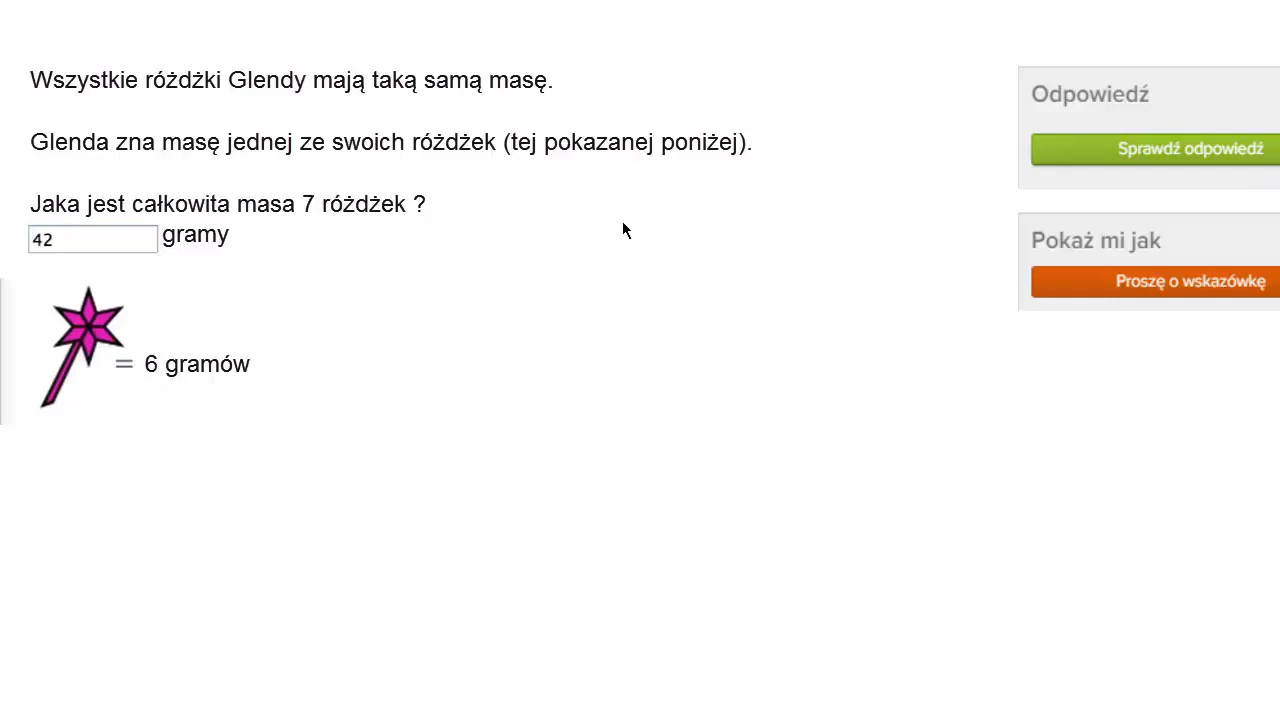 Wszystkie różdżki Glendy mają taką samą masę.
Glenda zna masę jednej ze swoich różdżek (tej pokazanej poniżej).
Jaka jest całkowita masa 7 różdżek ?
42 gramy
= 6 gramów
Odpowiedź
Sprawdź odpowiedź
Pokaż mi jak
Proszę o wskazówkę